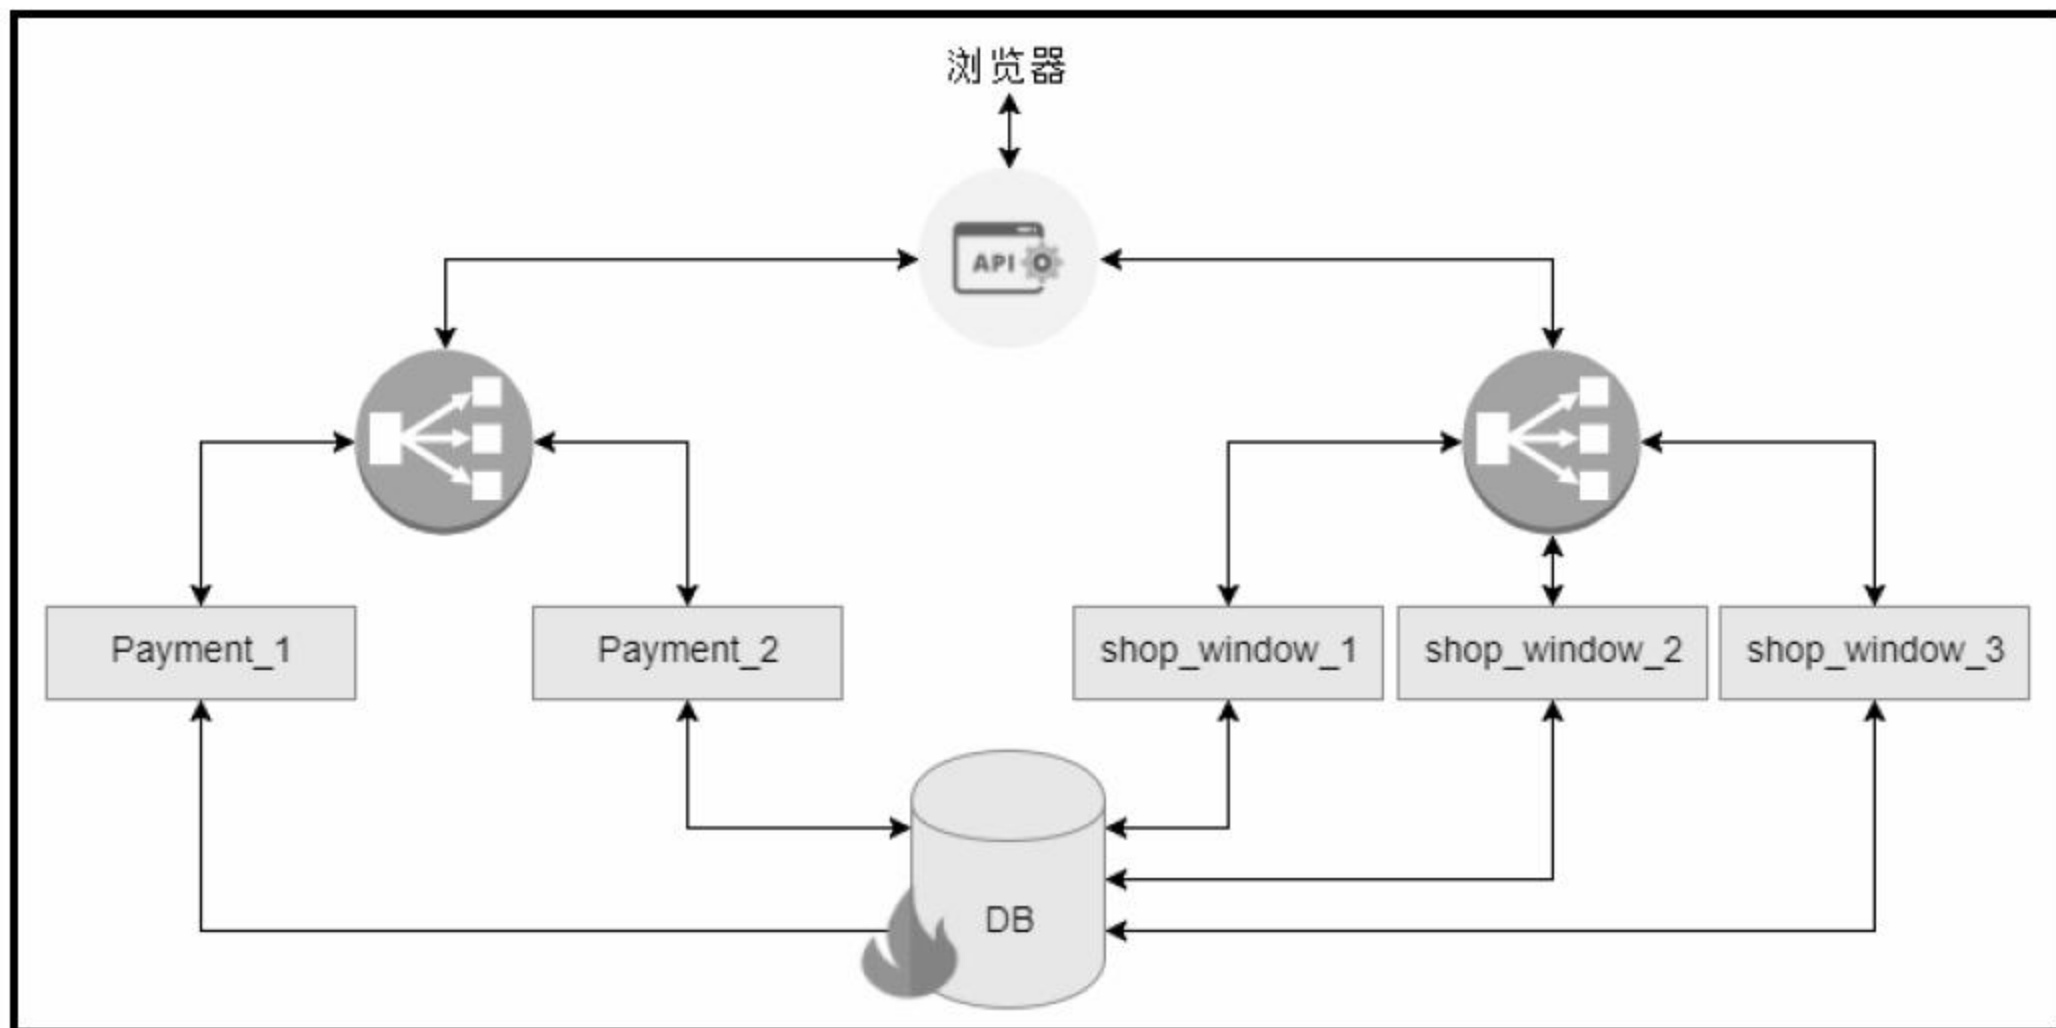 浏览器
API
Payment_1
Payment_2
shop_window_1
shop_window_2
shop_window_3
DB